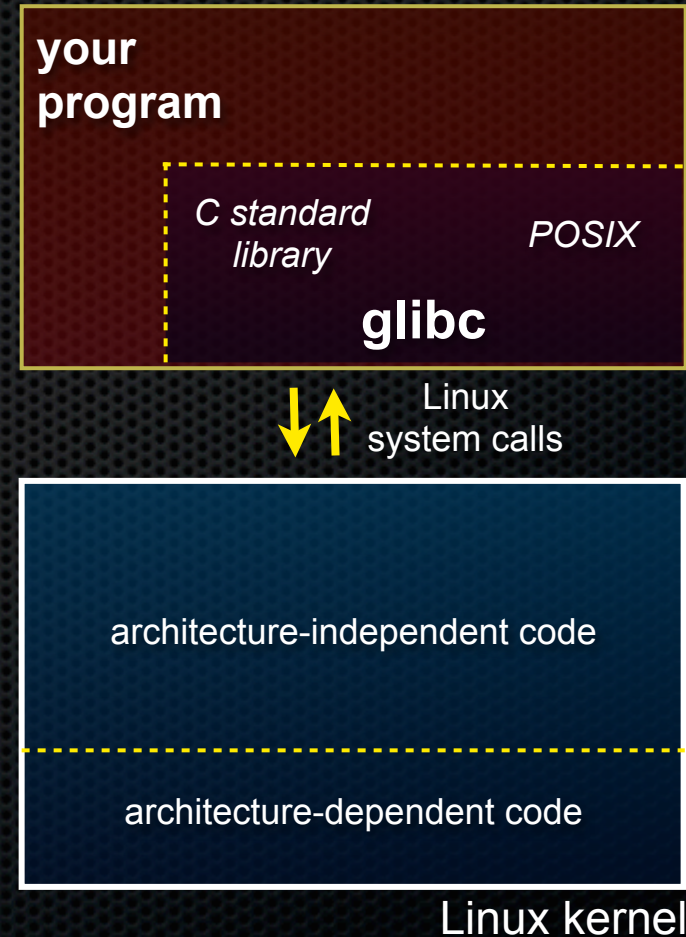 your
program
C standard
library
POSIX
glibc
Linux
system calls
architecture-independent code
architecture-dependent code
Linux kernel